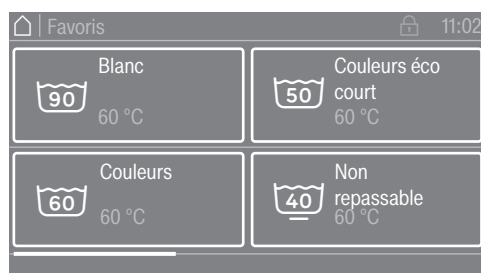 Favoris 11:02
Blanc
90
60 °C
Couleurs éco
court
50
60 °C
Couleurs
60
60 °C
Non
repassable
40
60 °C